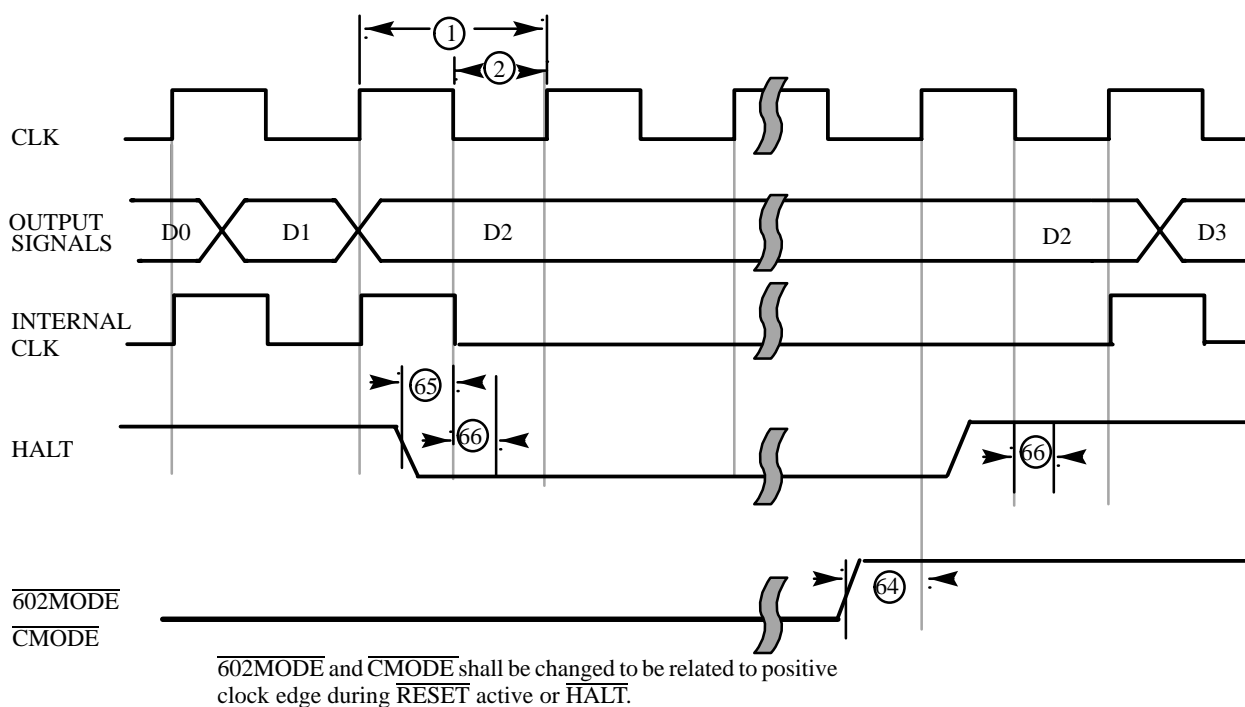 1
2
CLK
OUTPUT
SIGNALS
D0
D1
D2
D2
D3
INTERNAL
CLK
65
66
66
HALT
64
602MODE
CMODE
602MODE and CMODE shall be changed to be related to positive
clock edge during RESET active or HALT.